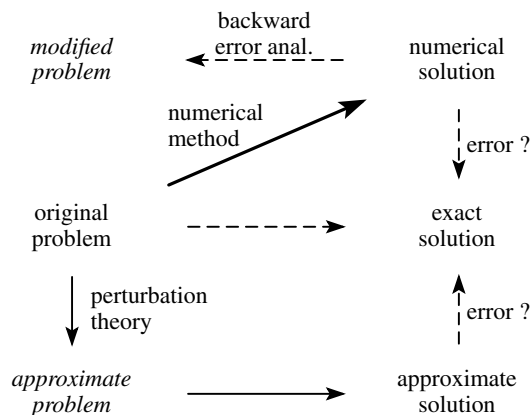 modified
problem
backward
error anal.
numerical
solution
numerical
method
error ?
original
problem
exact
solution
perturbation
theory
error ?
approximate
problem
approximate
solution